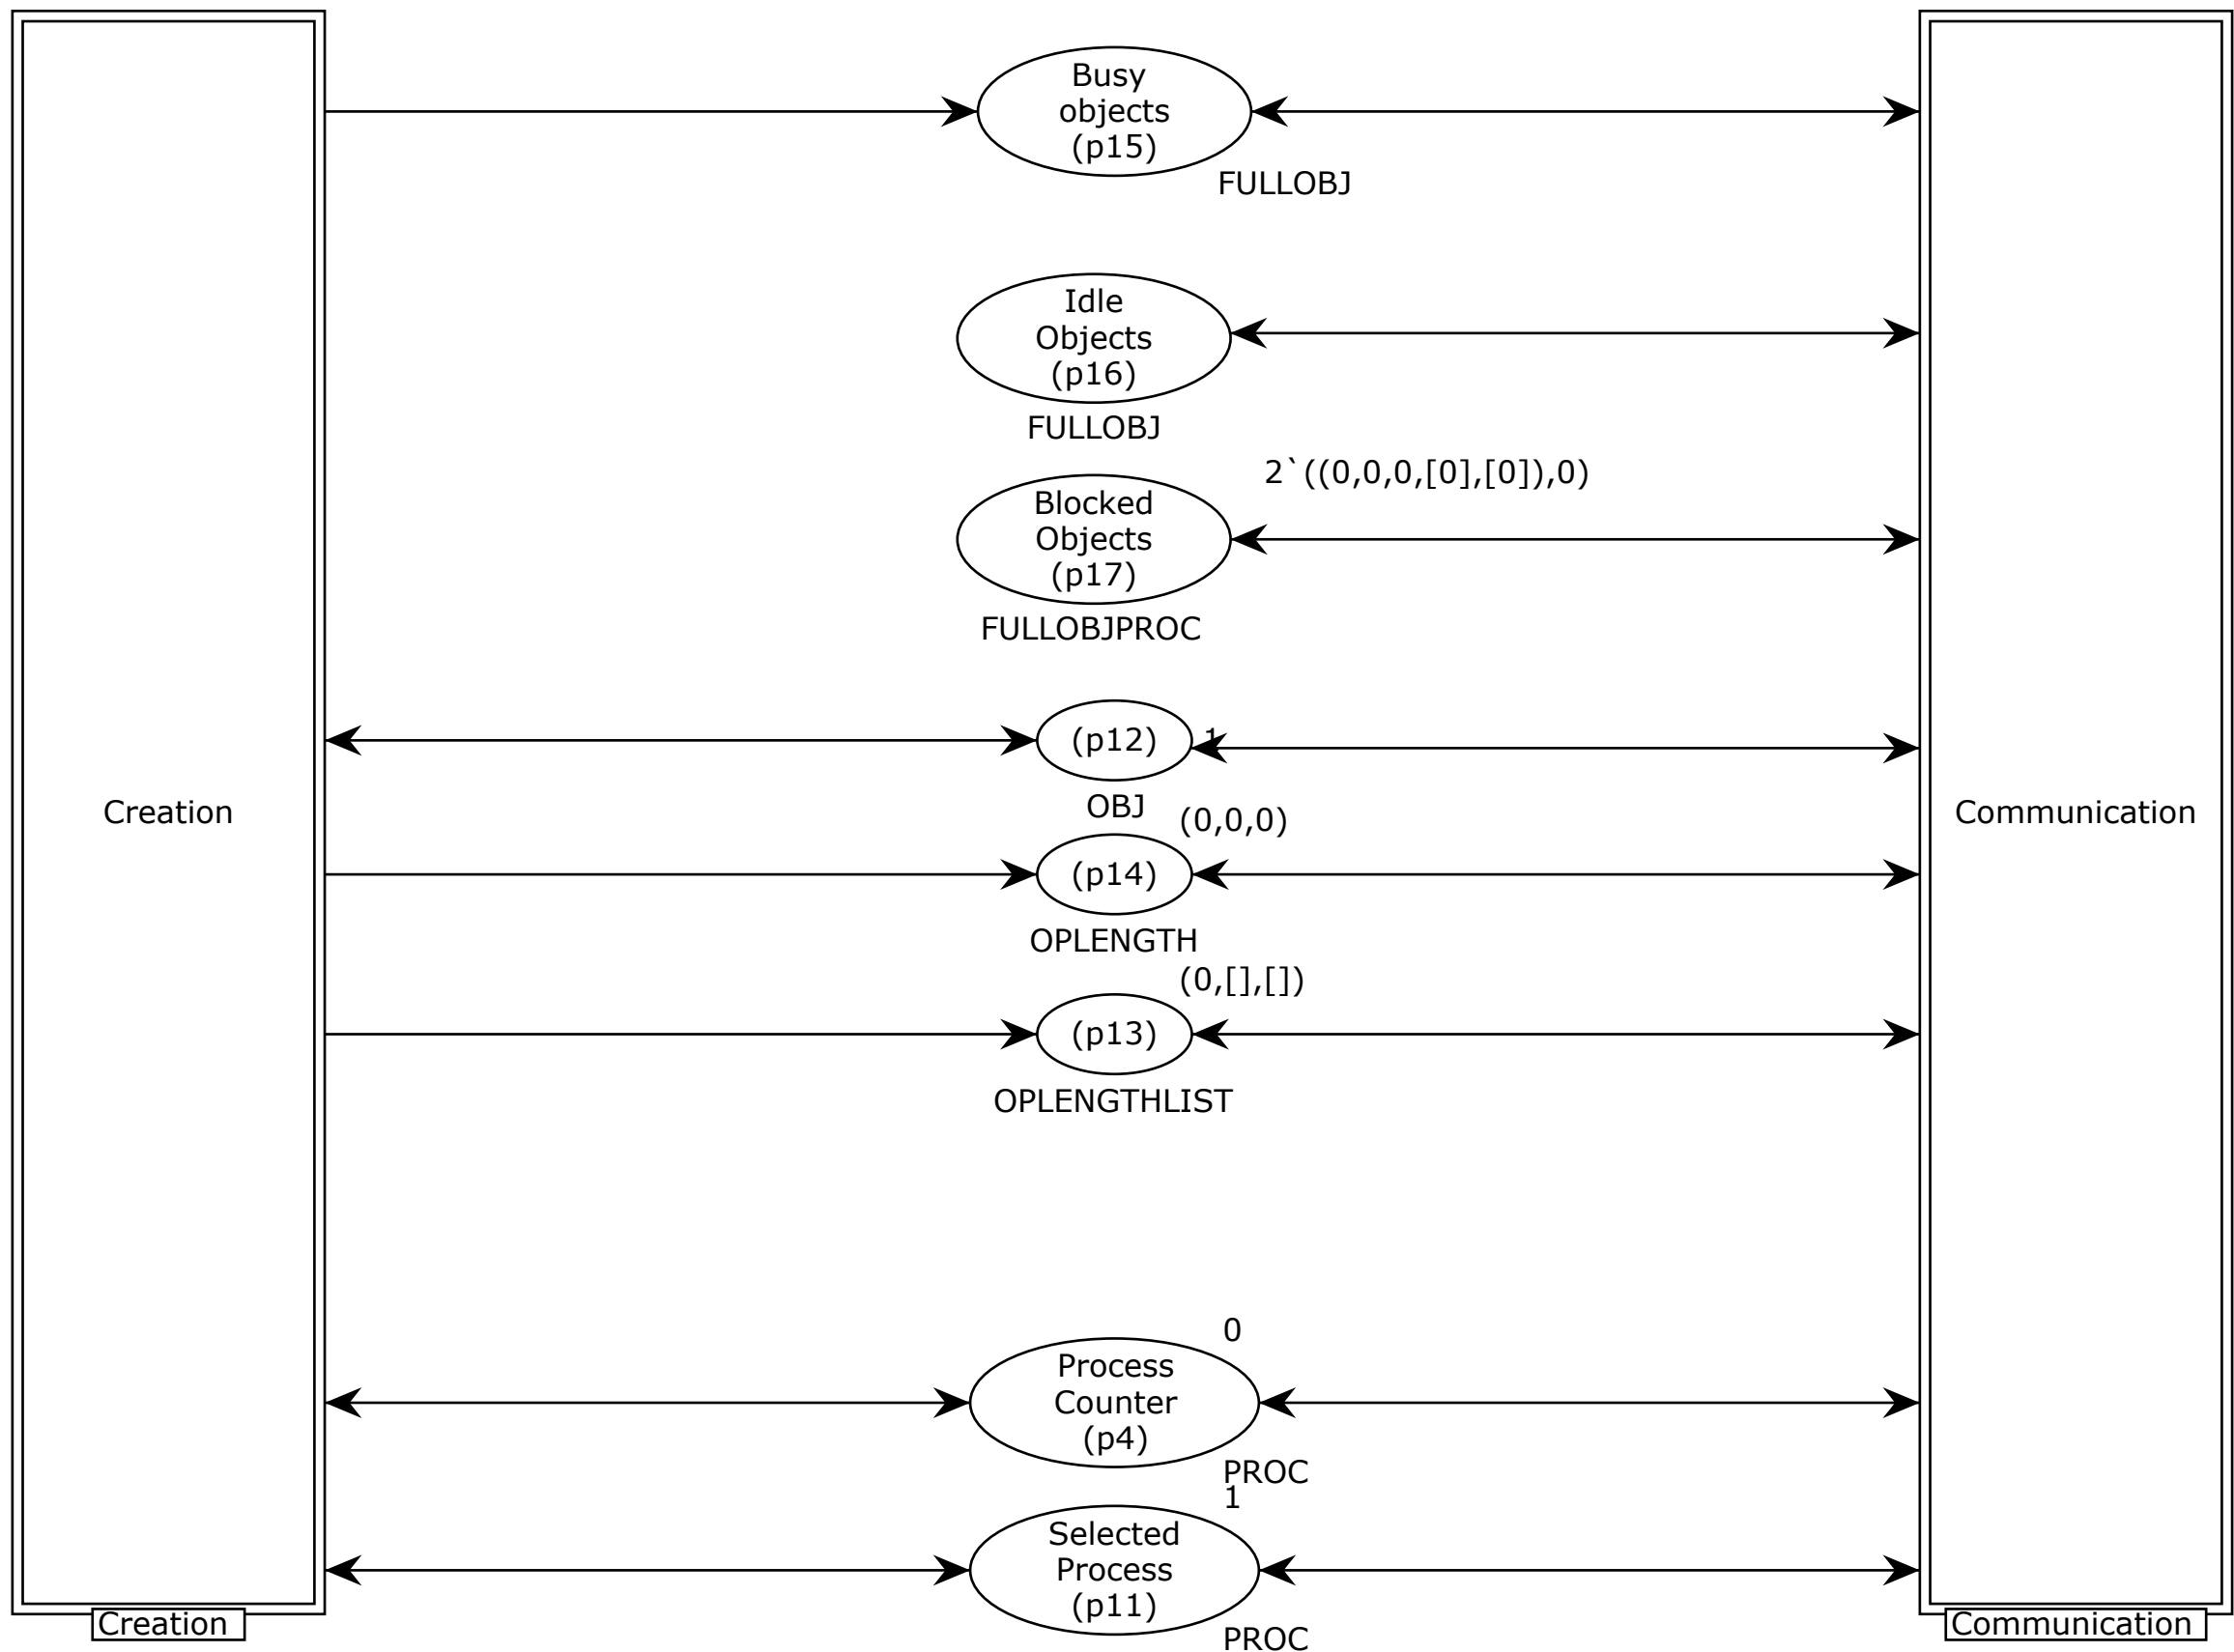 Busy
objects
(p15)
FULLOBJ
Idle
Objects
(p16)
FULLOBJ
2`((0,0,0,[0],[0]),0)
Blocked
Objects
(p17)
FULLOBJPROC
(p12)
1
OBJ
Creation
Communication
(0,0,0)
(p14)
OPLENGTH
(0,[],[])
(p13)
OPLENGTHLIST
0
Process
Counter
(p4)
PROC
1
Selected
Process
(p11)
PROC
Creation
Communication